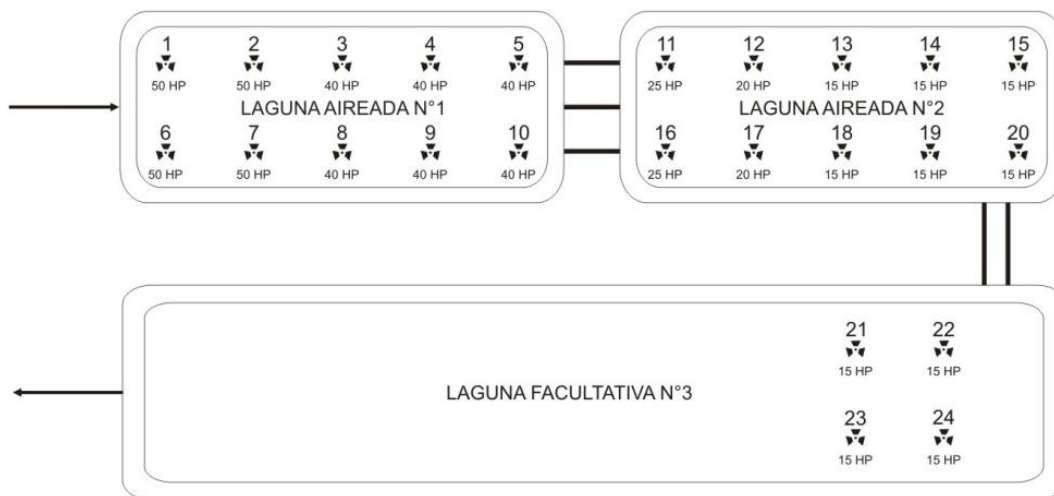 1 2 3 4 5
50 HP 50 HP 40 HP 40 HP 40 HP
LAGUNA AIREADA N°1
6 7 8 9 10
50 HP 50 HP 40 HP 40 HP 40 HP
11 12 13 14 15
25 HP 20 HP 15 HP 15 HP 15 HP
LAGUNA AIREADA N°2
16 17 18 19 20
25 HP 20 HP 15 HP 15 HP 15 HP
21 22
15 HP 15 HP
LAGUNA FACULTATIVA N°3
23 24
15 HP 15 HP